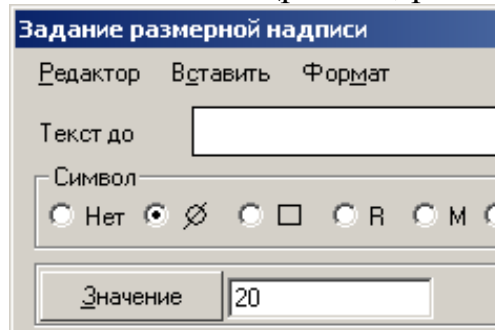 Задание размерной надписи
Редактор Вставить Формат
Текст до
Символ
Нет Ø □ R M
Значение 20